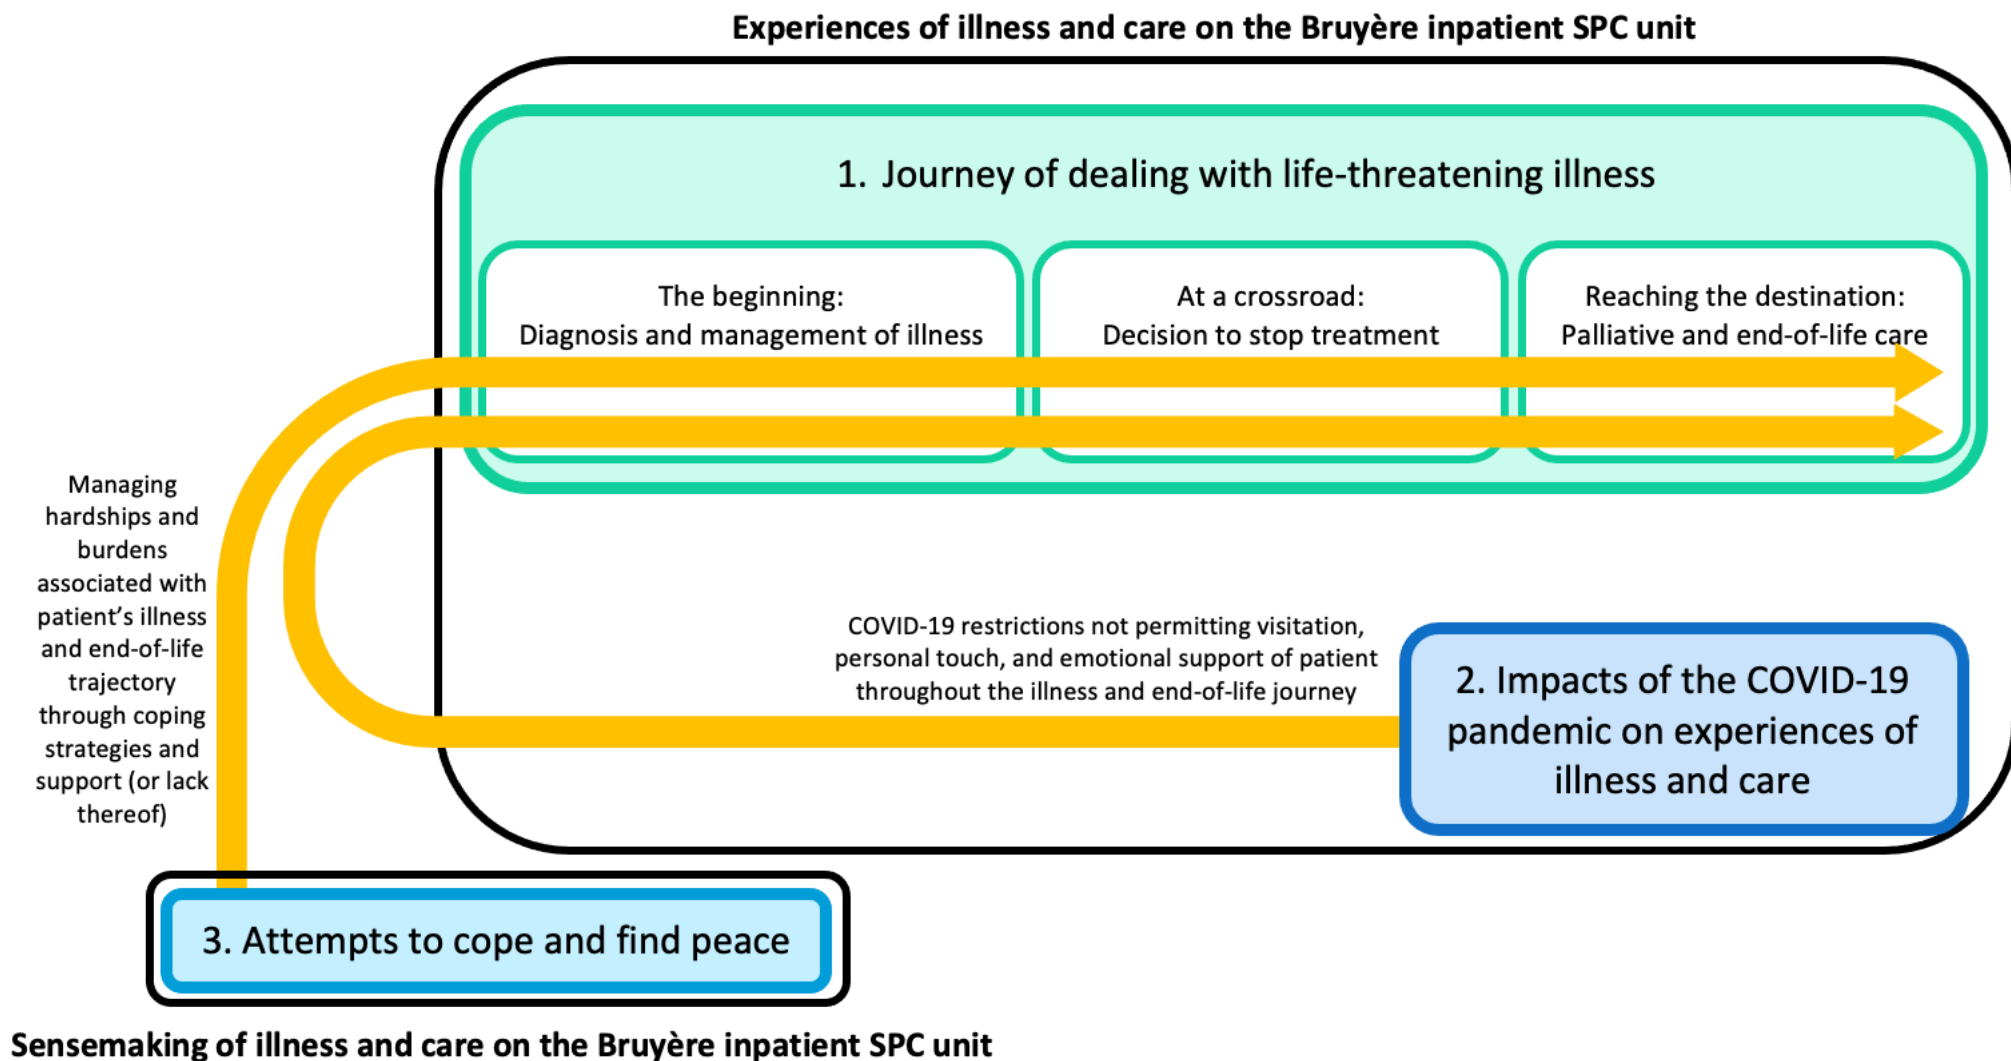 Experiences of illness and care on the Bruyère inpatient SPC unit
1. Journey of dealing with life-threatening illness
The beginning:
Diagnosis and management of illness
At a crossroad:
Decision to stop treatment
Reaching the destination:
Palliative and end-of-life care
Managing
hardships and
burdens
associated with
patient’s illness
and end-of-life
trajectory
through coping
strategies and
support (or lack
thereof)
COVID-19 restrictions not permitting visitation,
personal touch, and emotional support of patient
throughout the illness and end-of-life journey
2. Impacts of the COVID-19
pandemic on experiences of
illness and care
3. Attempts to cope and find peace
Sensemaking of illness and care on the Bruyère inpatient SPC unit